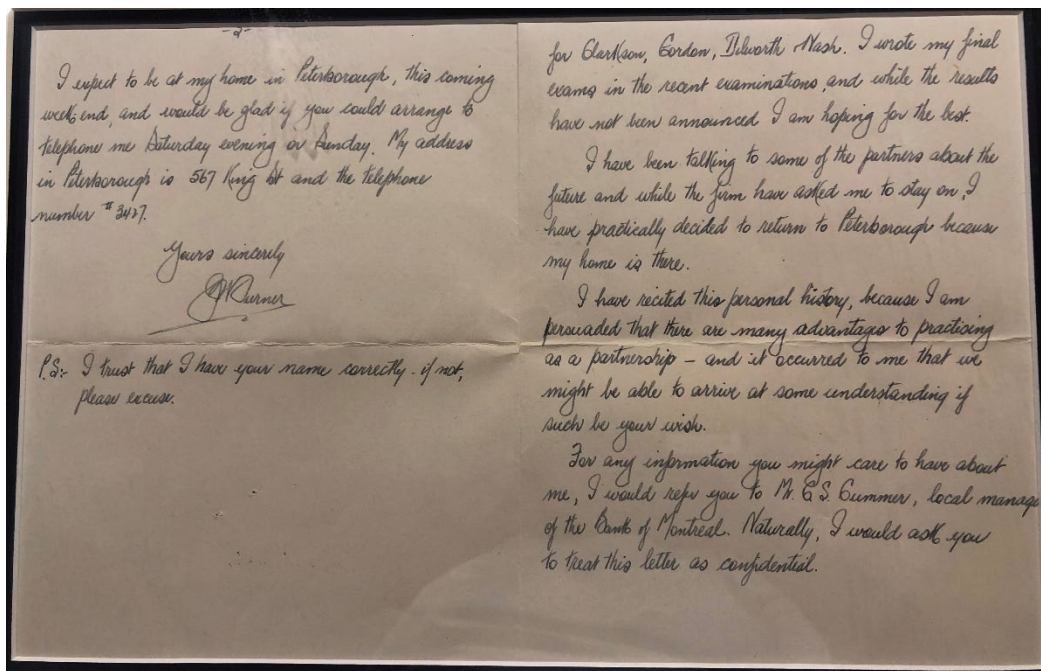 -2-
I expect to be at my home in Peterborough, this coming
weekend, and would be glad if you could arrange to
telephone me Saturday evening or Sunday. My address
in Peterborough is 567 King St and the telephone
number #3427.
Yours sincerely
P.S:- I trust that I have your name correctly - if not,
please excuse.
for Clarkson, Gordon, Dilworth Nash. I wrote my final
exams in the recent examinations, and while the results
have not been announced I am hoping for the best.
I have been talking to some of the partners about the
future and while the firm have asked me to stay on, I
have practically decided to return to Peterborough because
my home is there.
I have recited this personal history, because I am
persuaded that there are many advantages to practising
as a partnership - and it occurred to me that we
might be able to arrive at some understanding if
such be your wish.
For any information you might care to have about
me, I would refer you to Mr. E.S. Cummer, local manage
of the Bank of Montreal. Naturally, I would ask you
to treat this letter as confidential.